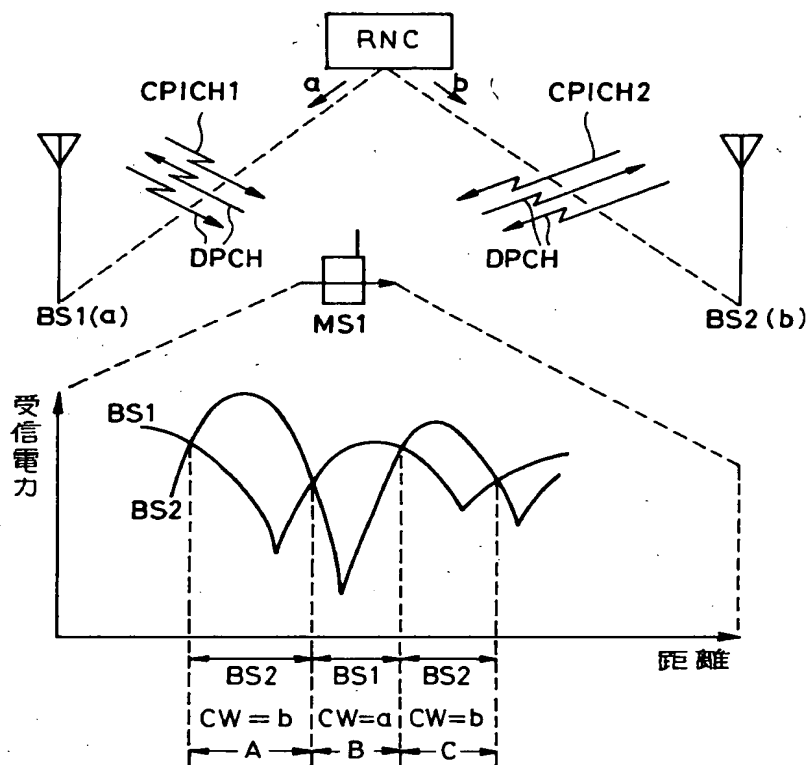 RNC
a
b
CPICH1
CPICH2
DPCH
DPCH
BS1(a)
MS1
BS2(b)
受信電力
BS1
BS2
距離
BS2
BS1
BS2
CW=b
CW=a
CW=b
A
B
C